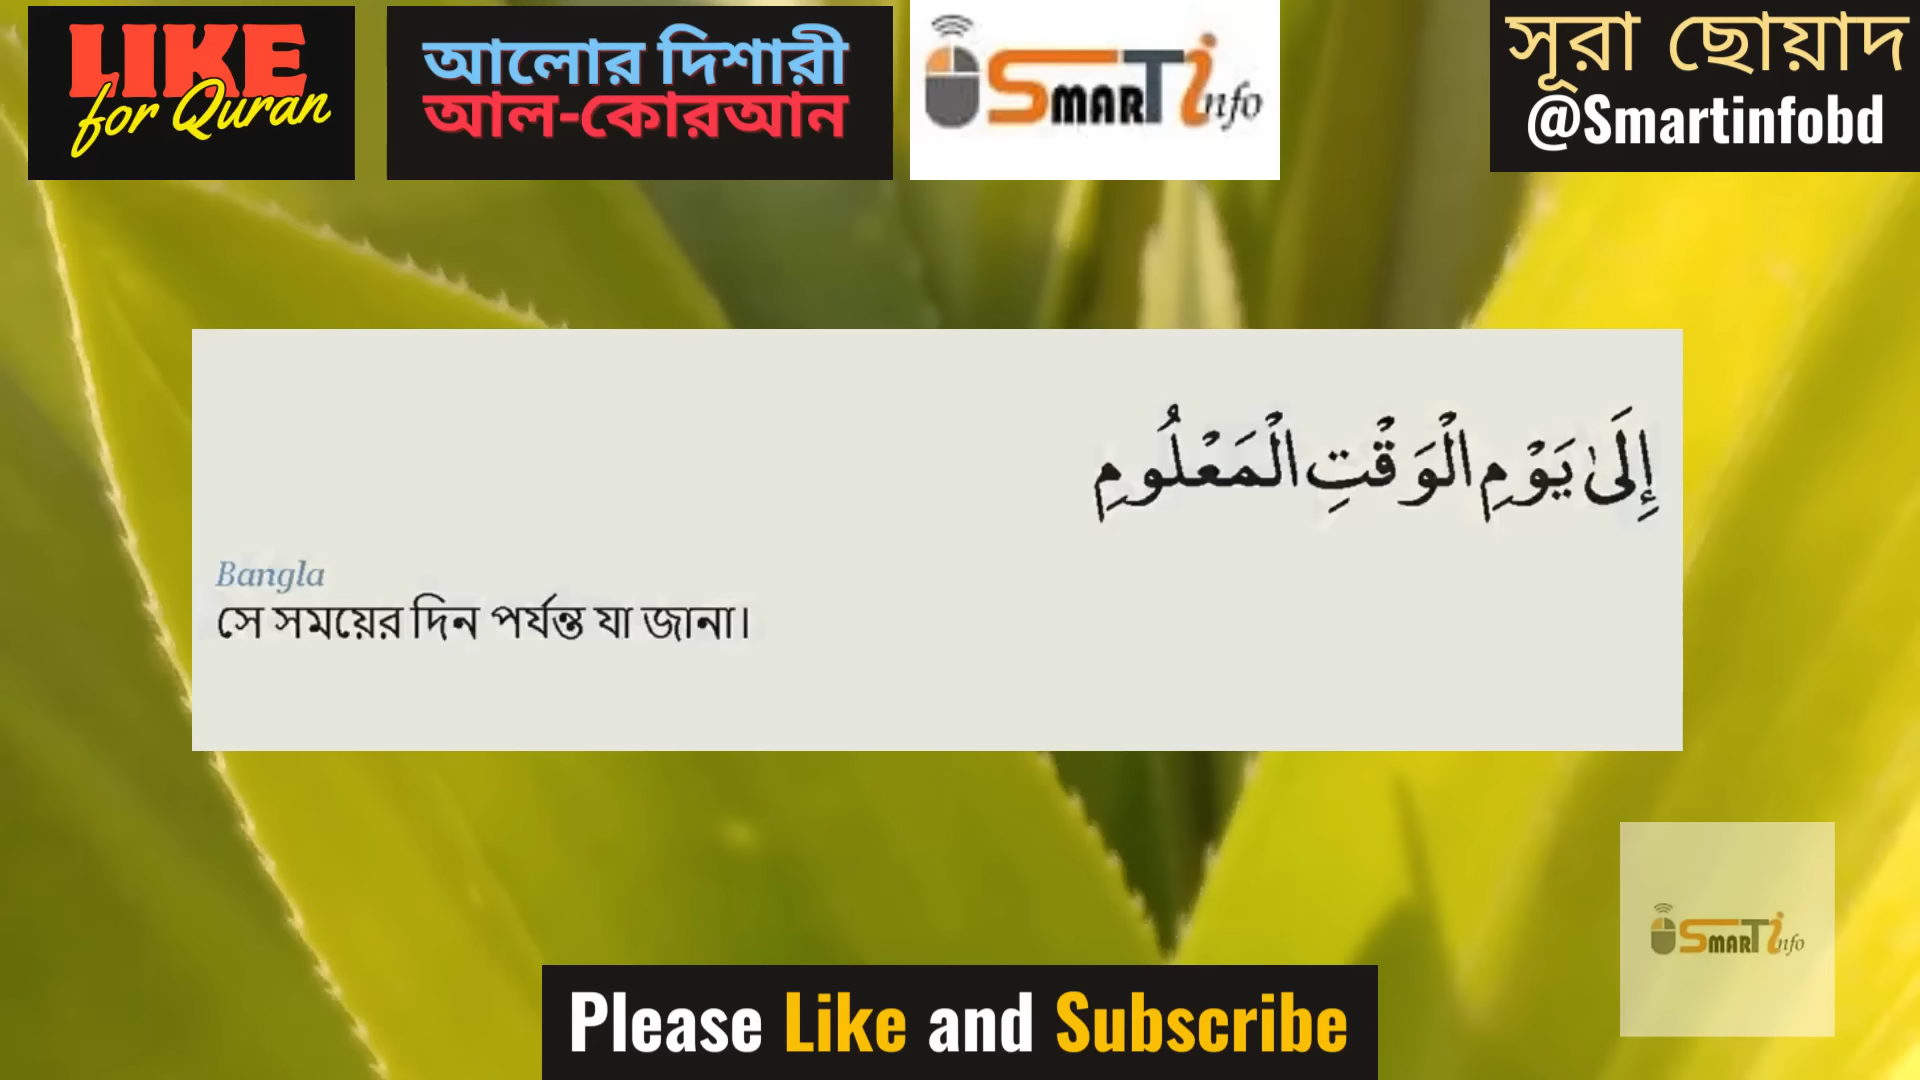 LIKE
for Quran
আলোর দিশারী
আল-কোরআন
SMARTinfo
সূরা ছোয়াদ
@Smartinfobd
إِلَىٰ يَوْمِ الْوَقْتِ الْمَعْلُومِ
Bangla
সে সময়ের দিন পর্যন্ত যা জানা।
SMARTinfo
Please Like and Subscribe